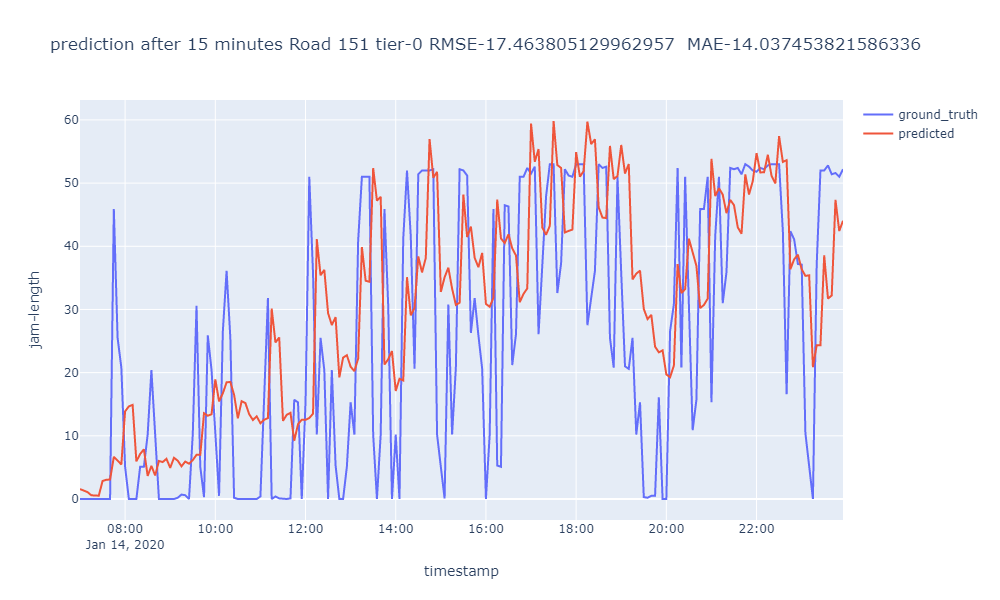 prediction after 15 minutes Road 151 tier-0 RMSE-17.463805129962957  MAE-14.037453821586336
ground_truth
predicted
60
50
40
30
20
10
0
jam-length
08:00 10:00 12:00 14:00 16:00 18:00 20:00 22:00
Jan 14, 2020
timestamp